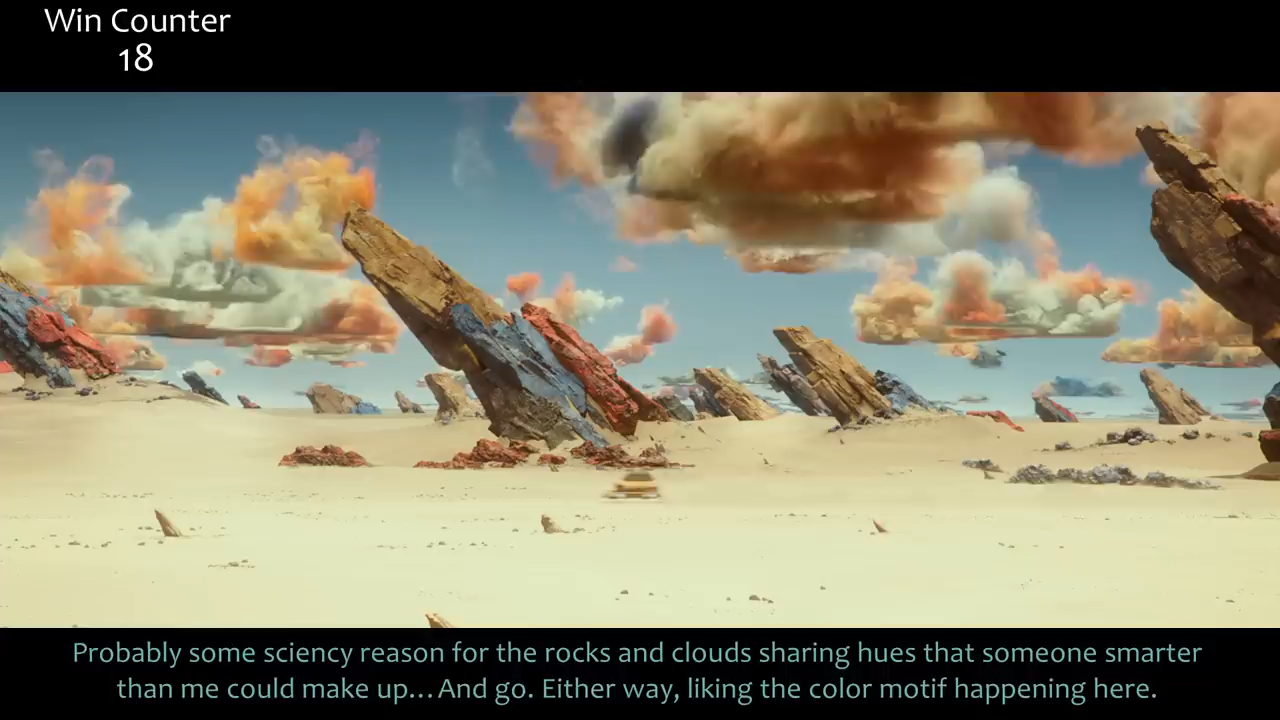 Win Counter
18
Probably some sciency reason for the rocks and clouds sharing hues that someone smarter
than me could make up...And go. Either way, liking the color motif happening here.